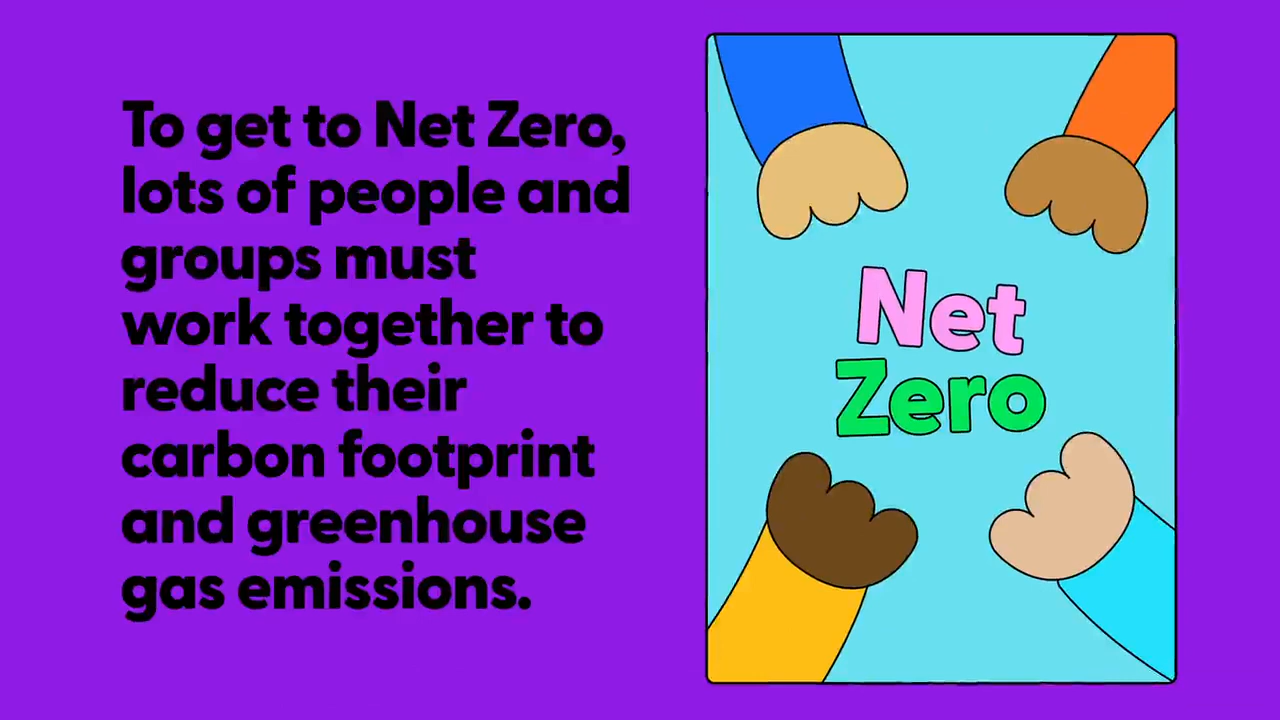 To get to Net Zero,
lots of people and
groups must
work together to
reduce their
carbon footprint
and greenhouse
gas emissions.
Net
Zero